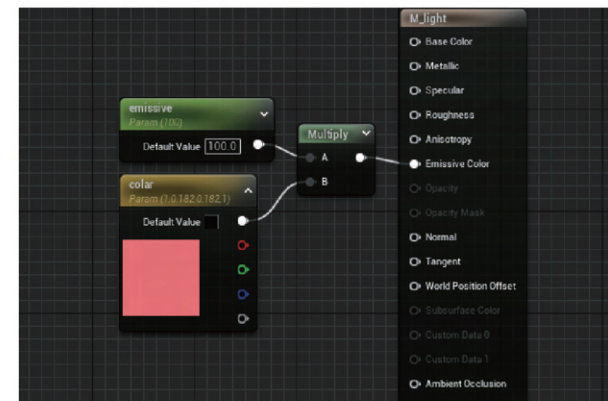 M_light
Base Color
Metallic
Specular
Roughness
Anisotropy
Emissive Color
Opacity
Opacity Mask
Normal
Tangent
World Position Offset
Subsurface Color
Custom Data 0
Custom Data 1
Ambient Occlusion
emissive
Param (100)
Default Value 100.0
Multiply
A
B
colar
Param (1,0.182,0.182,1)
Default Value